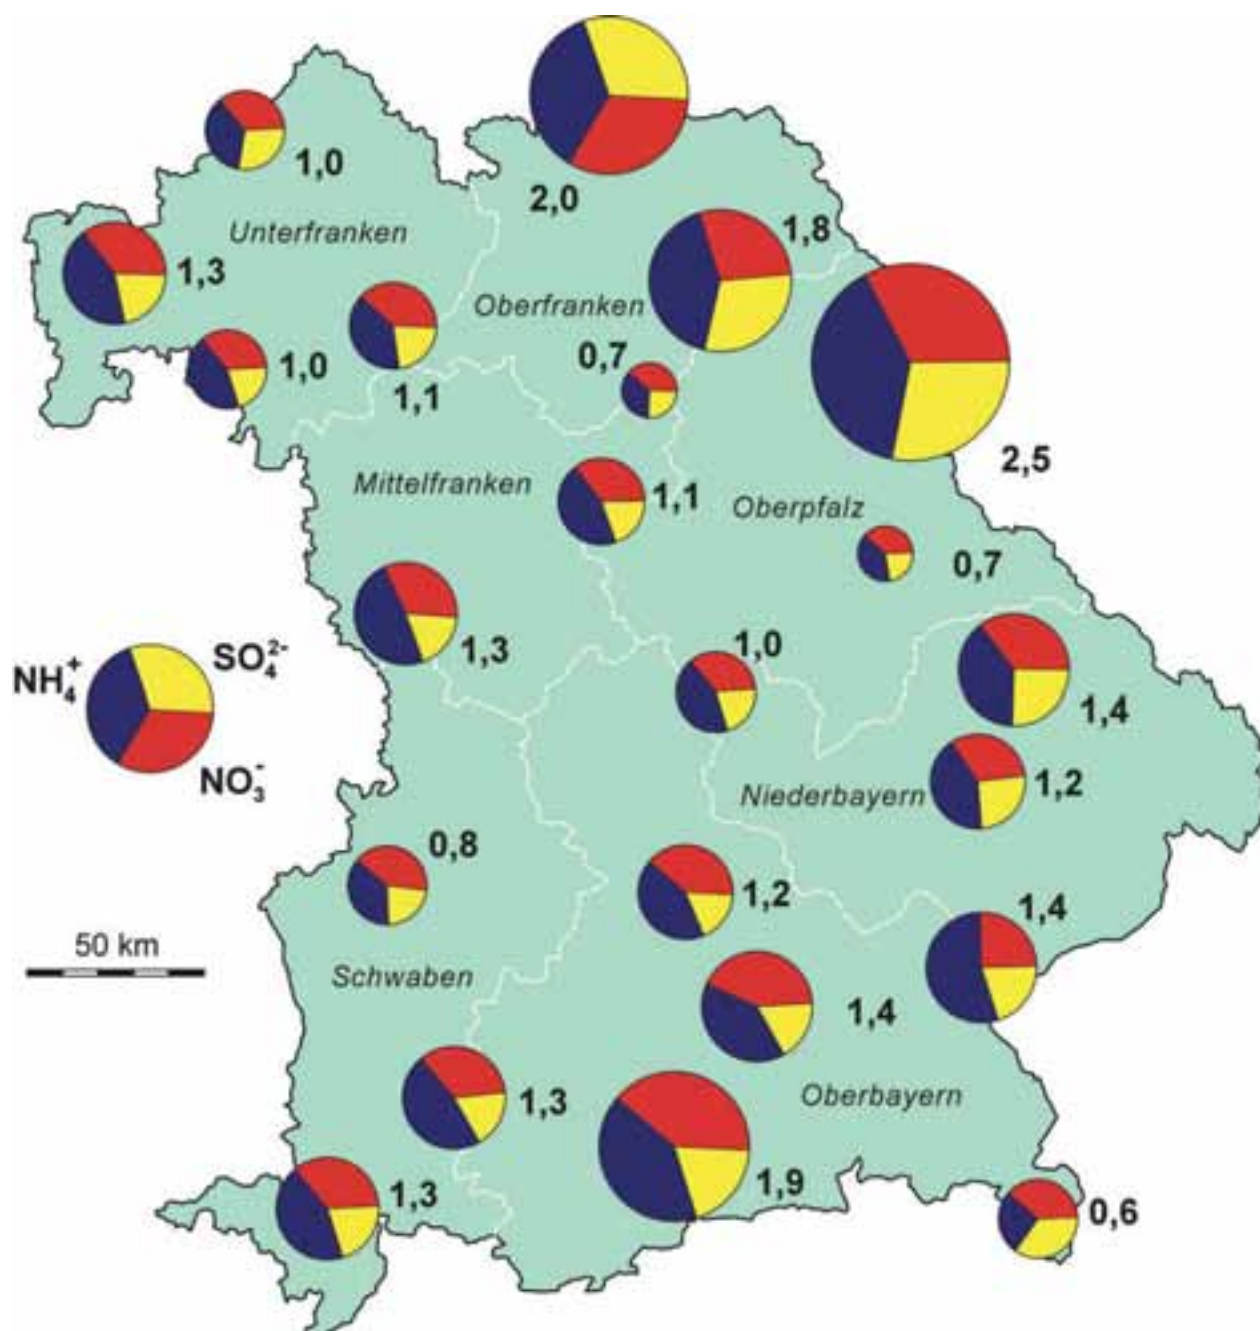 1,0
2,0
1,8
Unterfranken
1,3
Oberfranken
0,7
1,0
1,1
2,5
Mittelfranken
1,1
Oberpfalz
0,7
1,3
1,0
NH₄⁺
SO₄²⁻
NO₃⁻
1,4
Niederbayern
1,2
0,8
1,2
1,4
50 km
Schwaben
1,4
Oberbayern
1,3
1,9
1,3
0,6